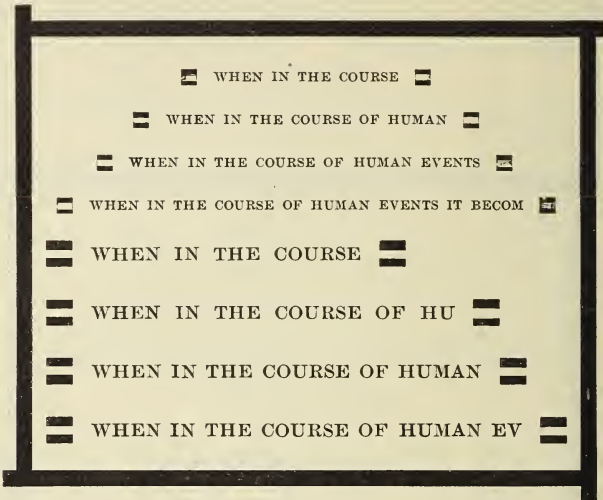 WHEN IN THE COURSE
WHEN IN THE COURSE OF HUMAN
WHEN IN THE COURSE OF HUMAN EVENTS
WHEN IN THE COURSE OF HUMAN EVENTS IT BECOM
WHEN IN THE COURSE
WHEN IN THE COURSE OF HU
WHEN IN THE COURSE OF HUMAN
WHEN IN THE COURSE OF HUMAN EV